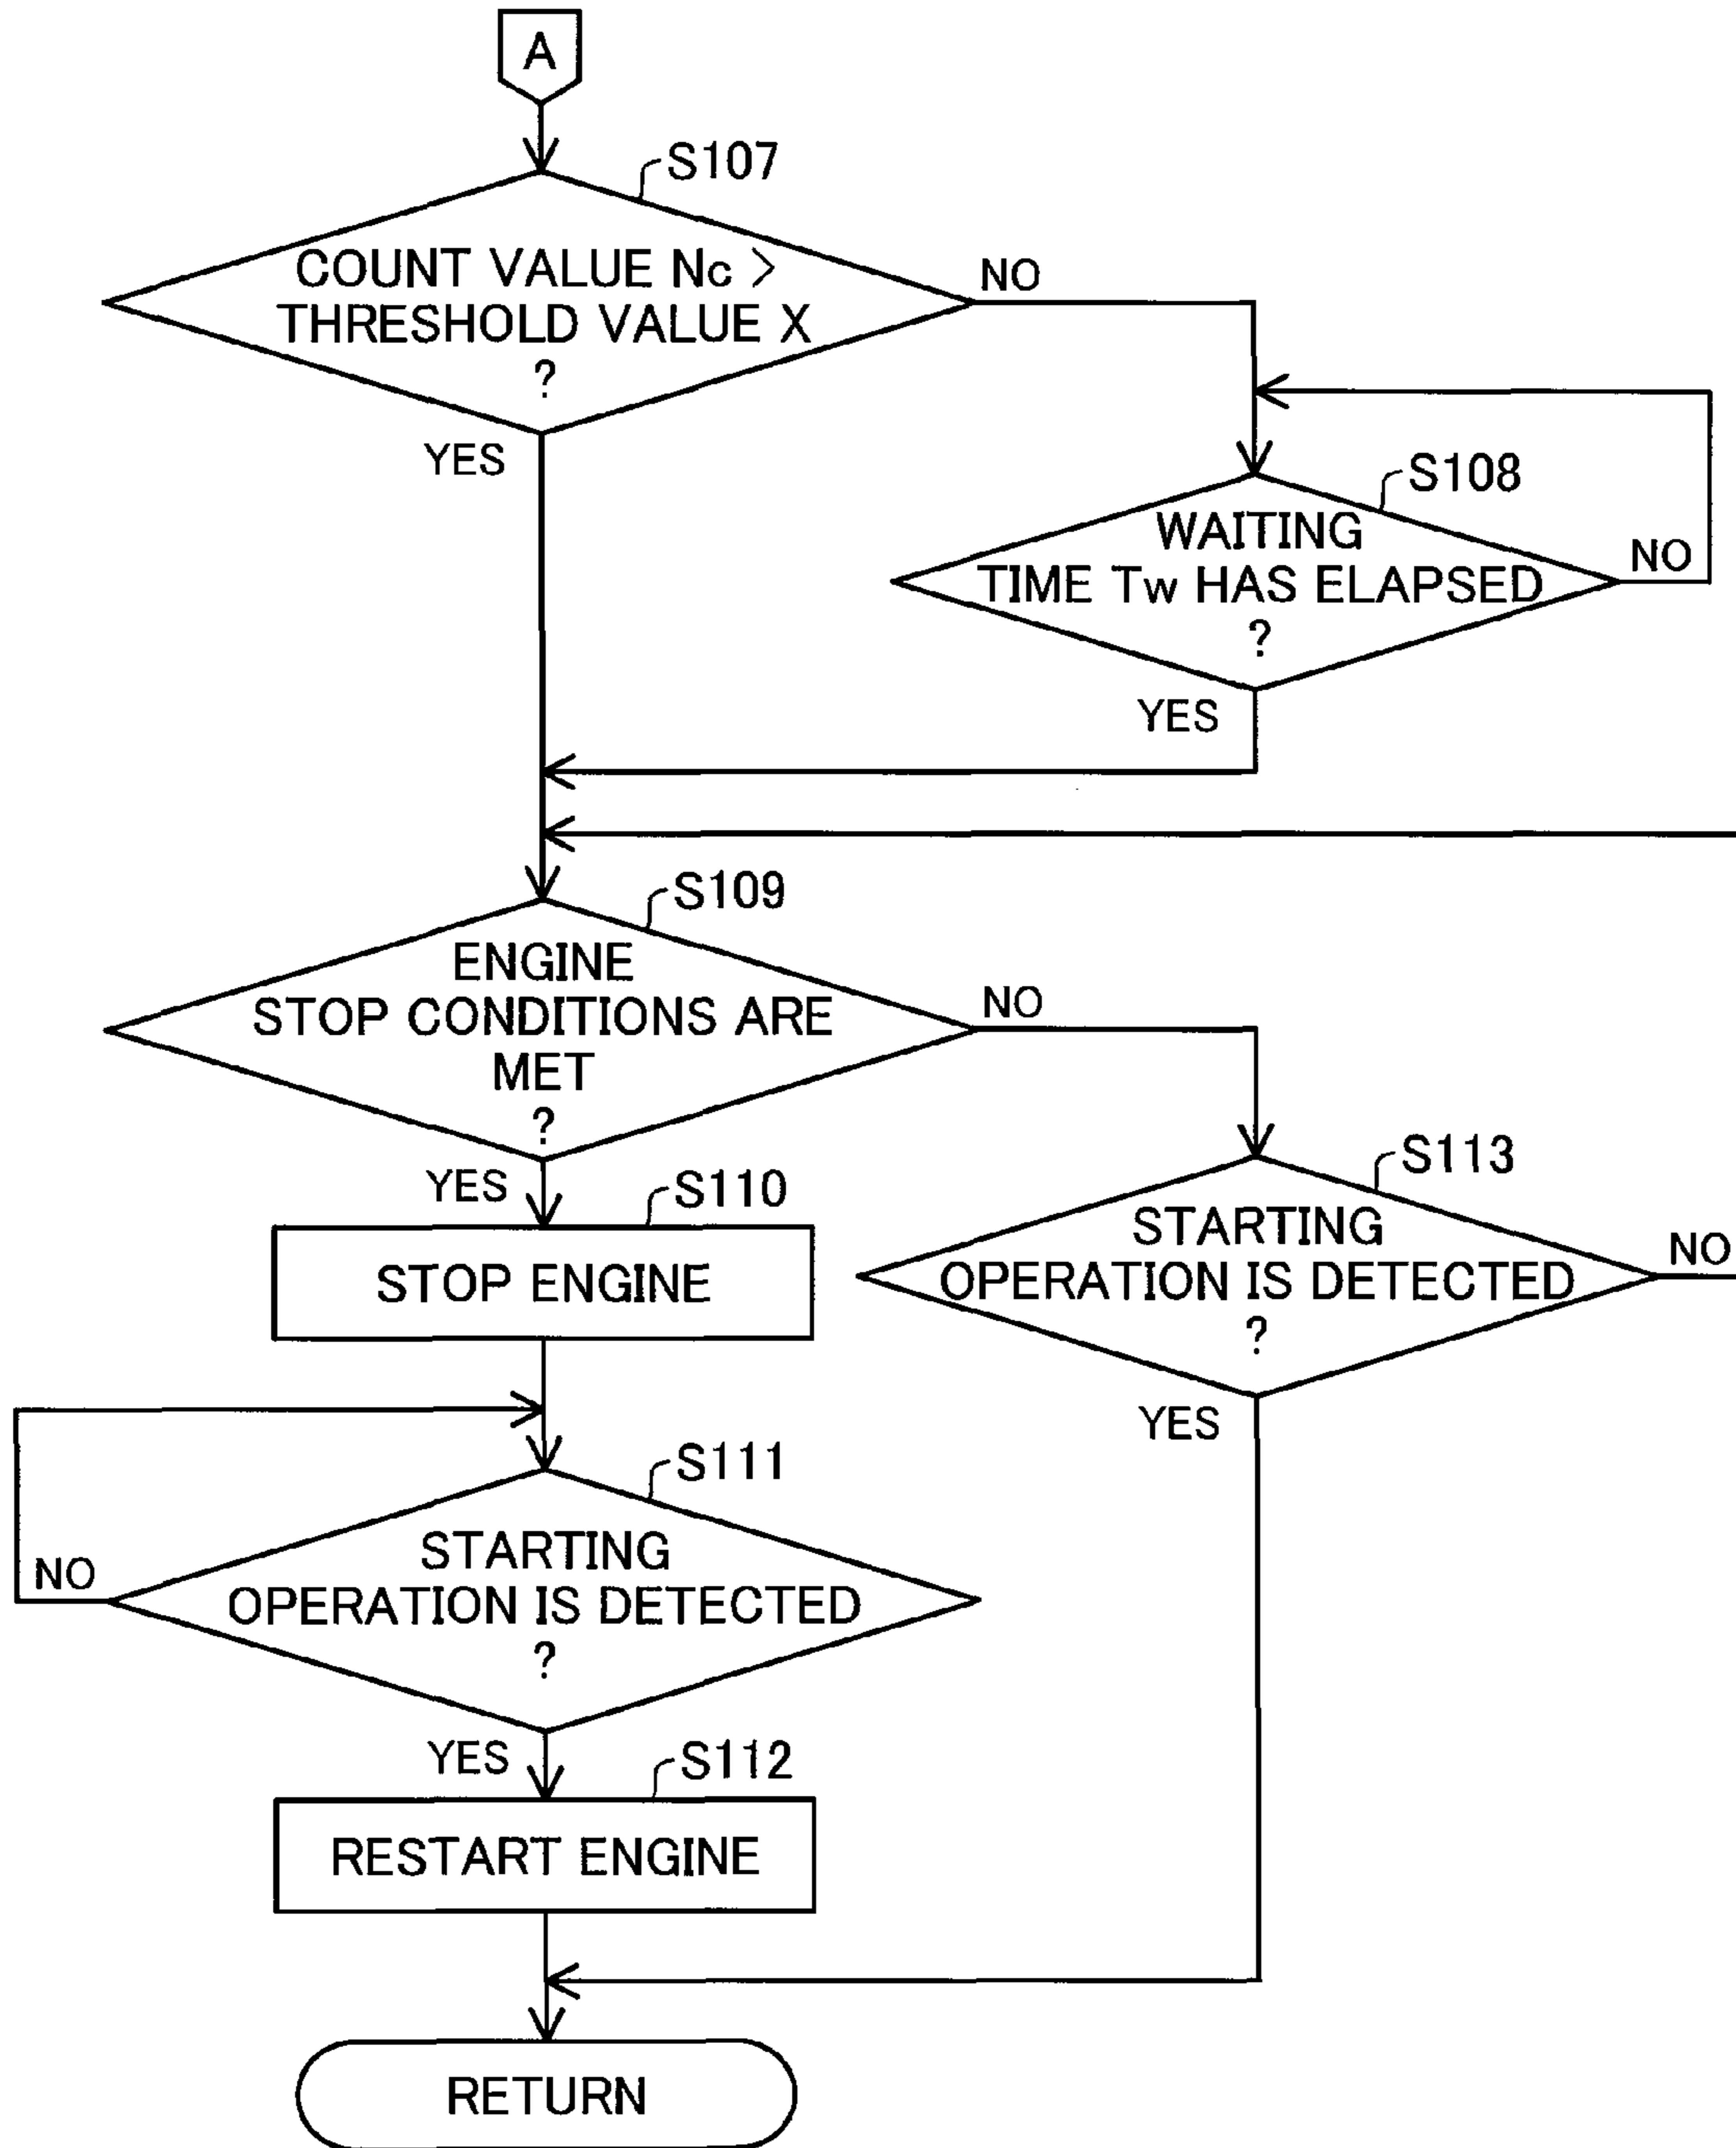 A
S107
COUNT VALUE Nc >
THRESHOLD VALUE X
?
NO
YES
S108
WAITING
TIME Tw HAS ELAPSED
?
NO
YES
S109
ENGINE
STOP CONDITIONS ARE
MET
?
NO
YES
S110
STOP ENGINE
S113
STARTING
OPERATION IS DETECTED
?
NO
YES
S111
STARTING
OPERATION IS DETECTED
?
NO
YES
S112
RESTART ENGINE
RETURN